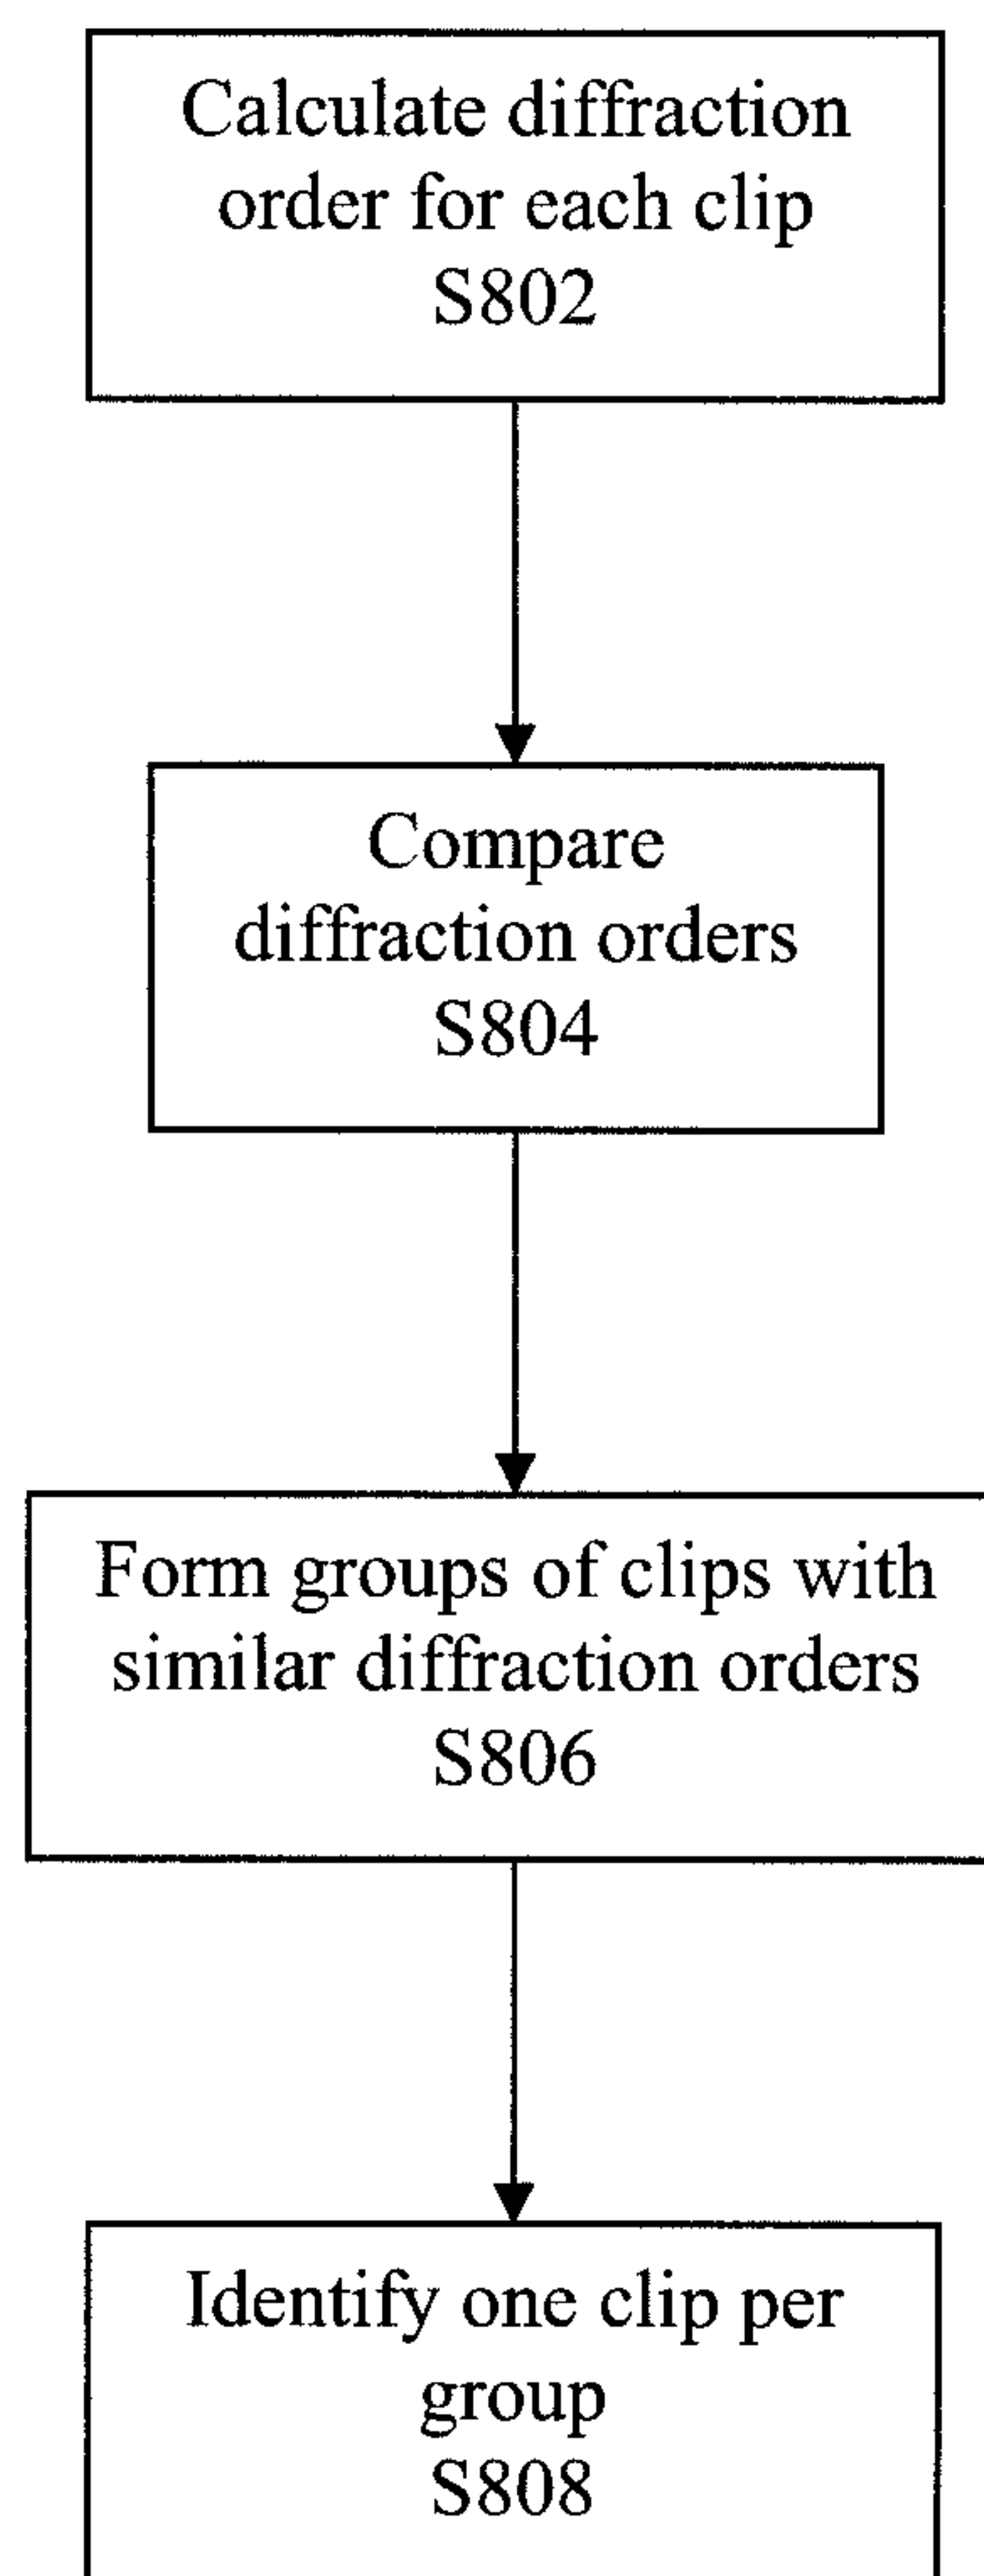 Calculate diffraction
order for each clip
S802
Compare
diffraction orders
S804
Form groups of clips with
similar diffraction orders
S806
Identify one clip per
group
S808